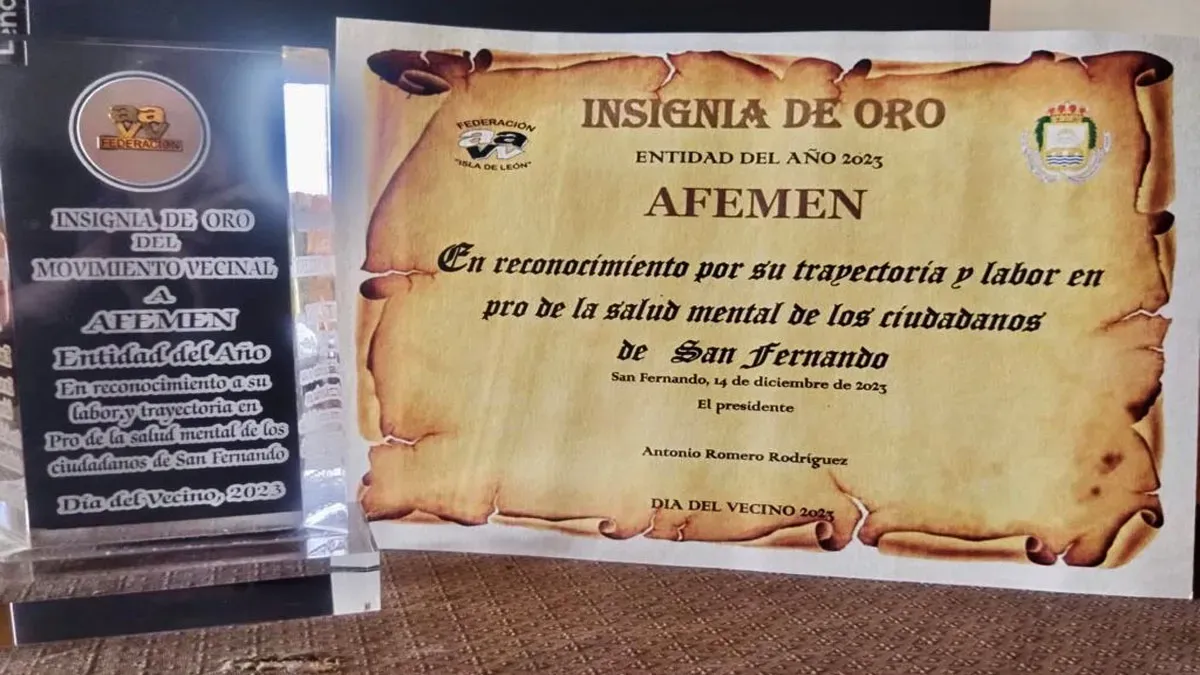 Leno
aavv
FEDERACIÓN
INSIGNIA DE ORO
DEL
MOVIMIENTO VECINAL
A
AFEMEN
Entidad del Año
En reconocimiento a su
labor,y trayectoria en
Pro de la salud mental de los
ciudadanos de San Fernando
Día del Vecino, 2023
FEDERACIÓN
aavv
"ISLA DE LEÓN"
INSIGNIA DE ORO
ENTIDAD DEL AÑO 2023
AFEMEN
En reconocimiento por su trayectoria y labor en
pro de la salud mental de los ciudadanos
de San Fernando
San Fernando, 14 de diciembre de 2023
El presidente
Antonio Romero Rodríguez
DIA DEL VECINO 2023